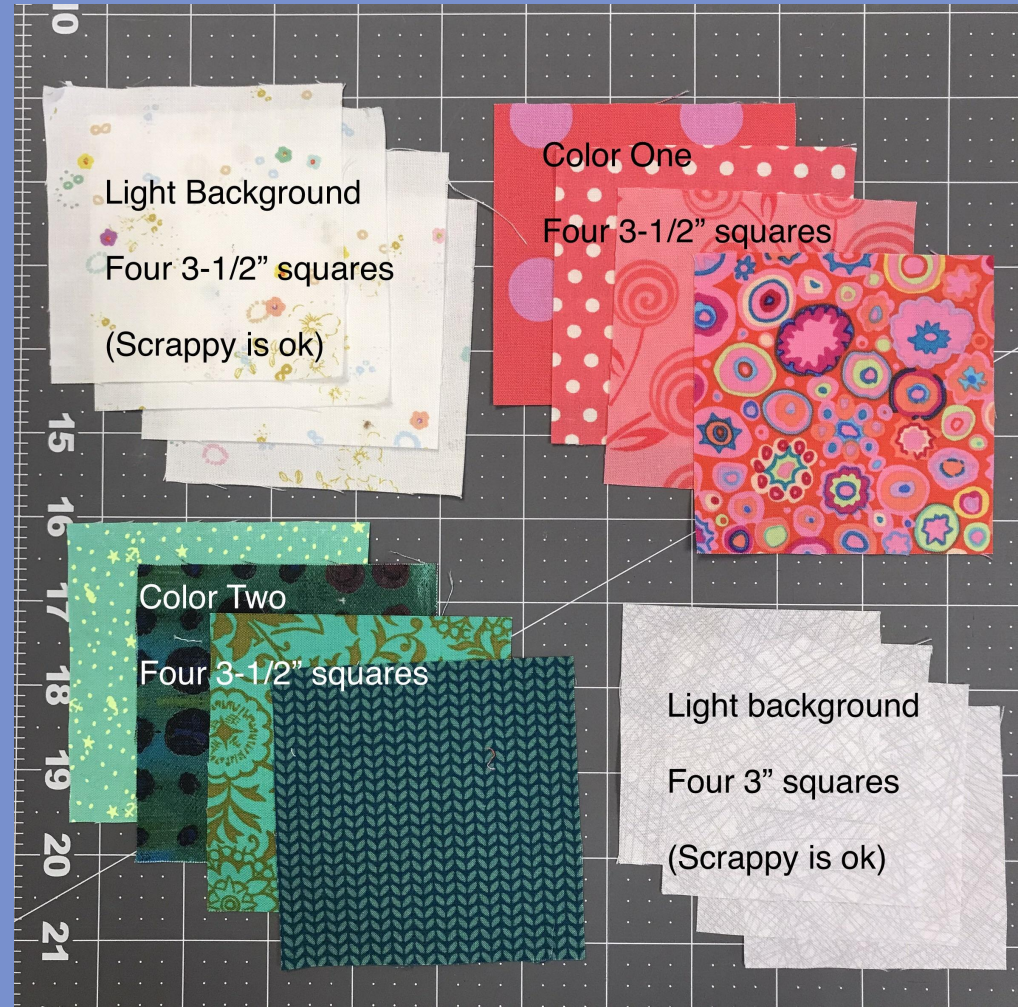 10
Light Background
Four 3-1/2” squares
(Scrappy is ok)
Color One
Four 3-1/2” squares
15
16
17
18
19
20
21
Color Two
Four 3-1/2” squares
Light background
Four 3” squares
(Scrappy is ok)